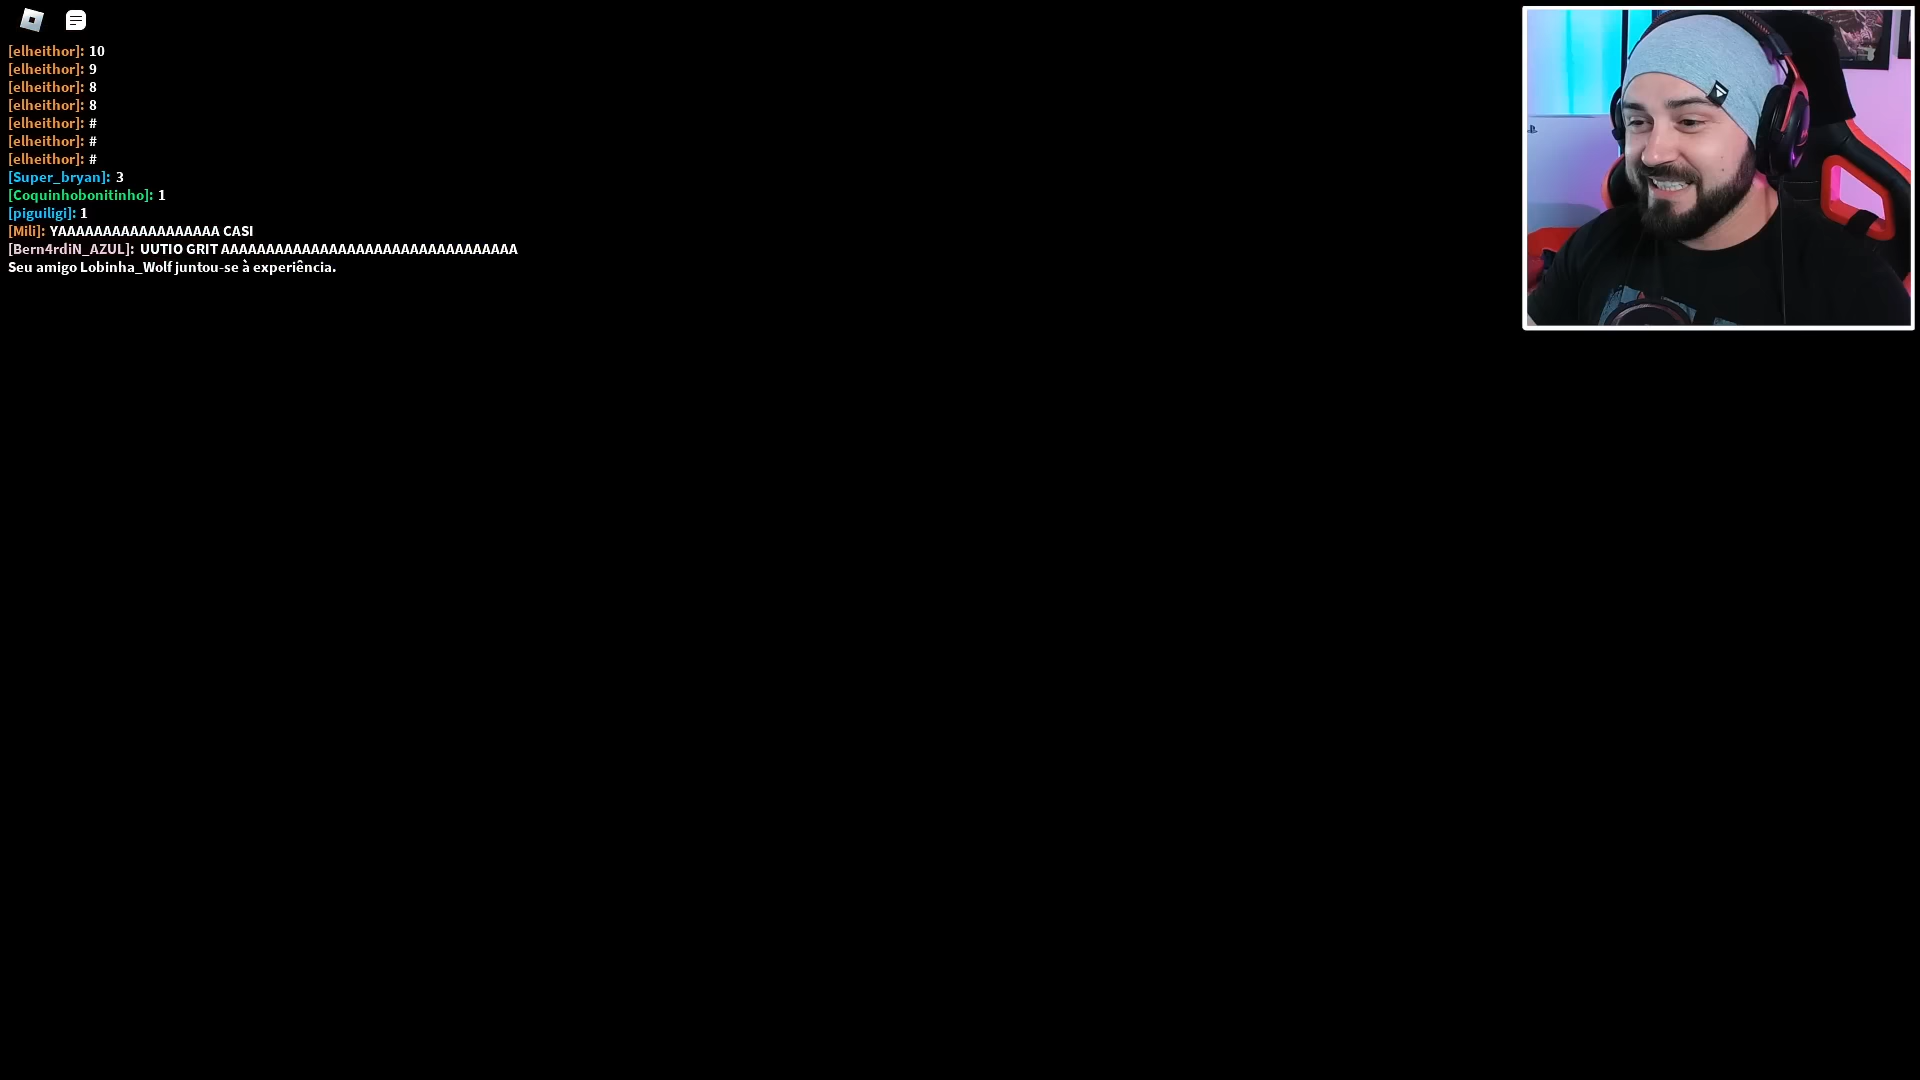 [elheithor]: 10
[elheithor]: 9
[elheithor]: 8
[elheithor]: 8
[elheithor]: #
[elheithor]: #
[elheithor]: #
[Super_bryan]: 3
[Coquinhobonitinho]: 1
[piguiligi]: 1
[Mili]: YAAAAAAAAAAAAAAAAAA CASI
[Bern4rdiN_AZUL]: UUTIO GRIT AAAAAAAAAAAAAAAAAAAAAAAAAAAAAAAAA
Seu amigo Lobinha_Wolf juntou-se à experiência.